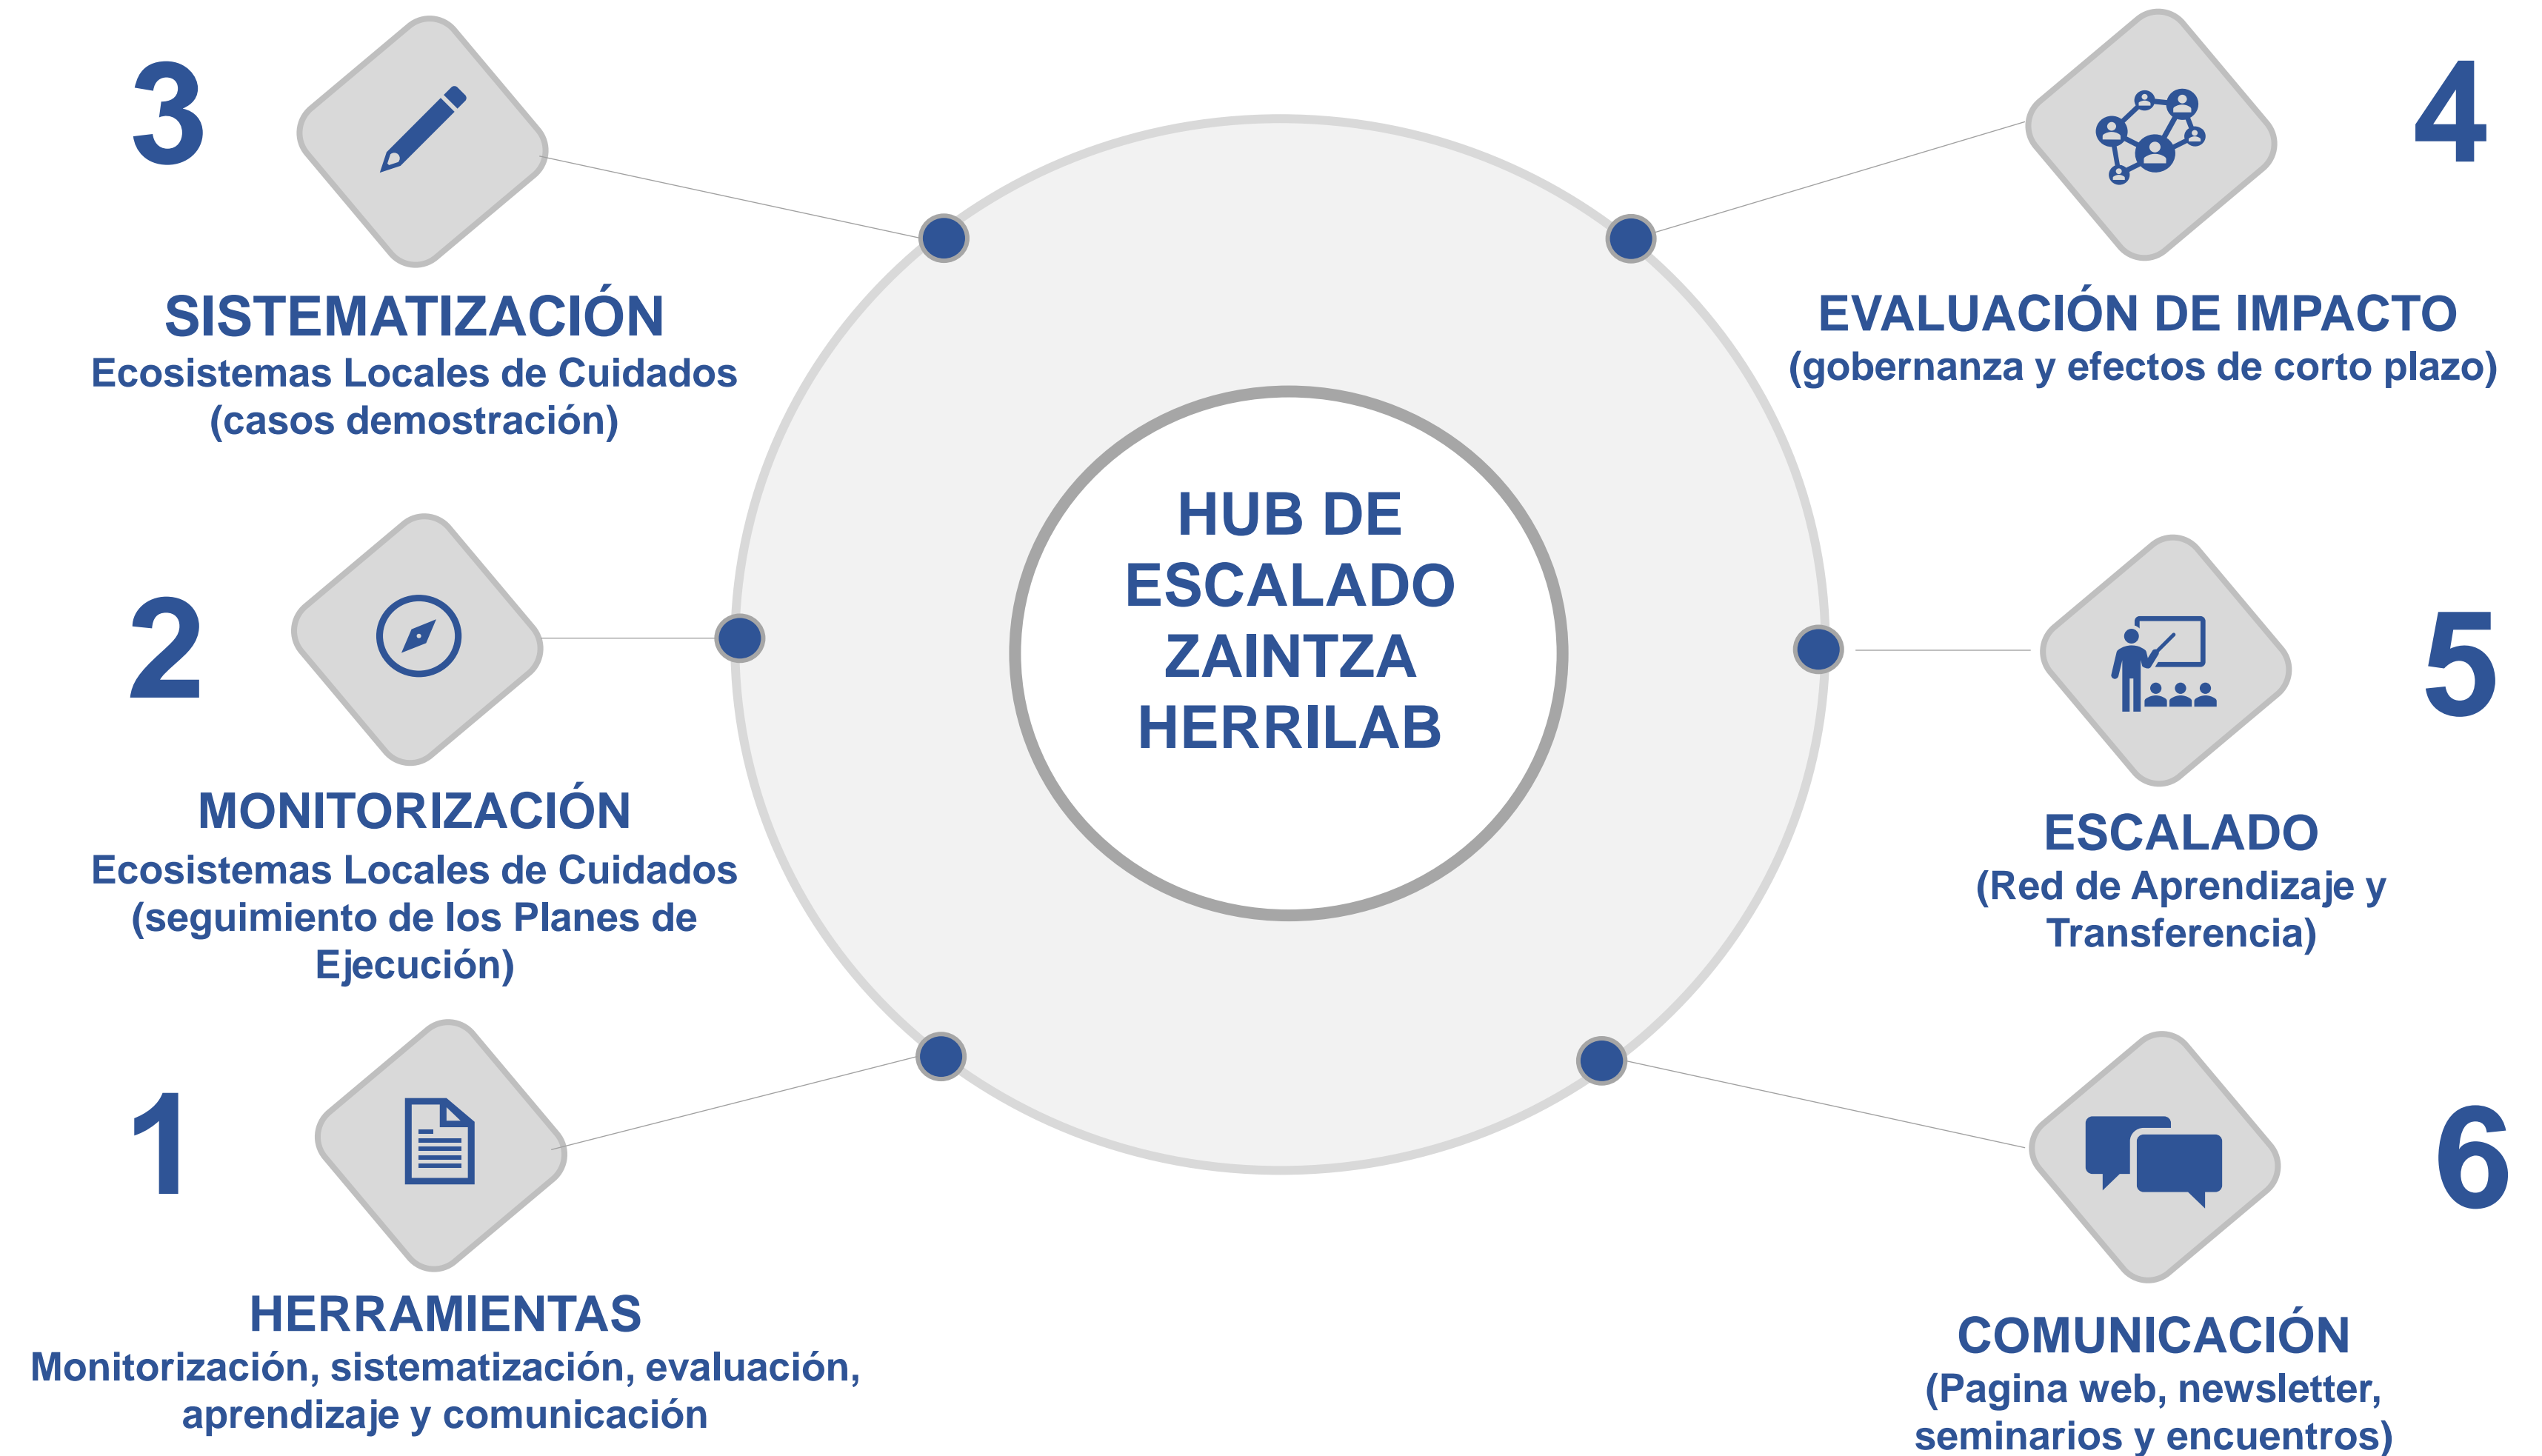 3
SISTEMATIZACIÓN
Ecosistemas Locales de Cuidados
(casos demostración)
2
MONITORIZACIÓN
Ecosistemas Locales de Cuidados
(seguimiento de los Planes de
Ejecución)
1
HERRAMIENTAS
Monitorización, sistematización, evaluación,
aprendizaje y comunicación
HUB DE
ESCALADO
ZAINTZA
HERRILAB
4
EVALUACIÓN DE IMPACTO
(gobernanza y efectos de corto plazo)
5
ESCALADO
(Red de Aprendizaje y
Transferencia)
6
COMUNICACIÓN
(Pagina web, newsletter,
seminarios y encuentros)